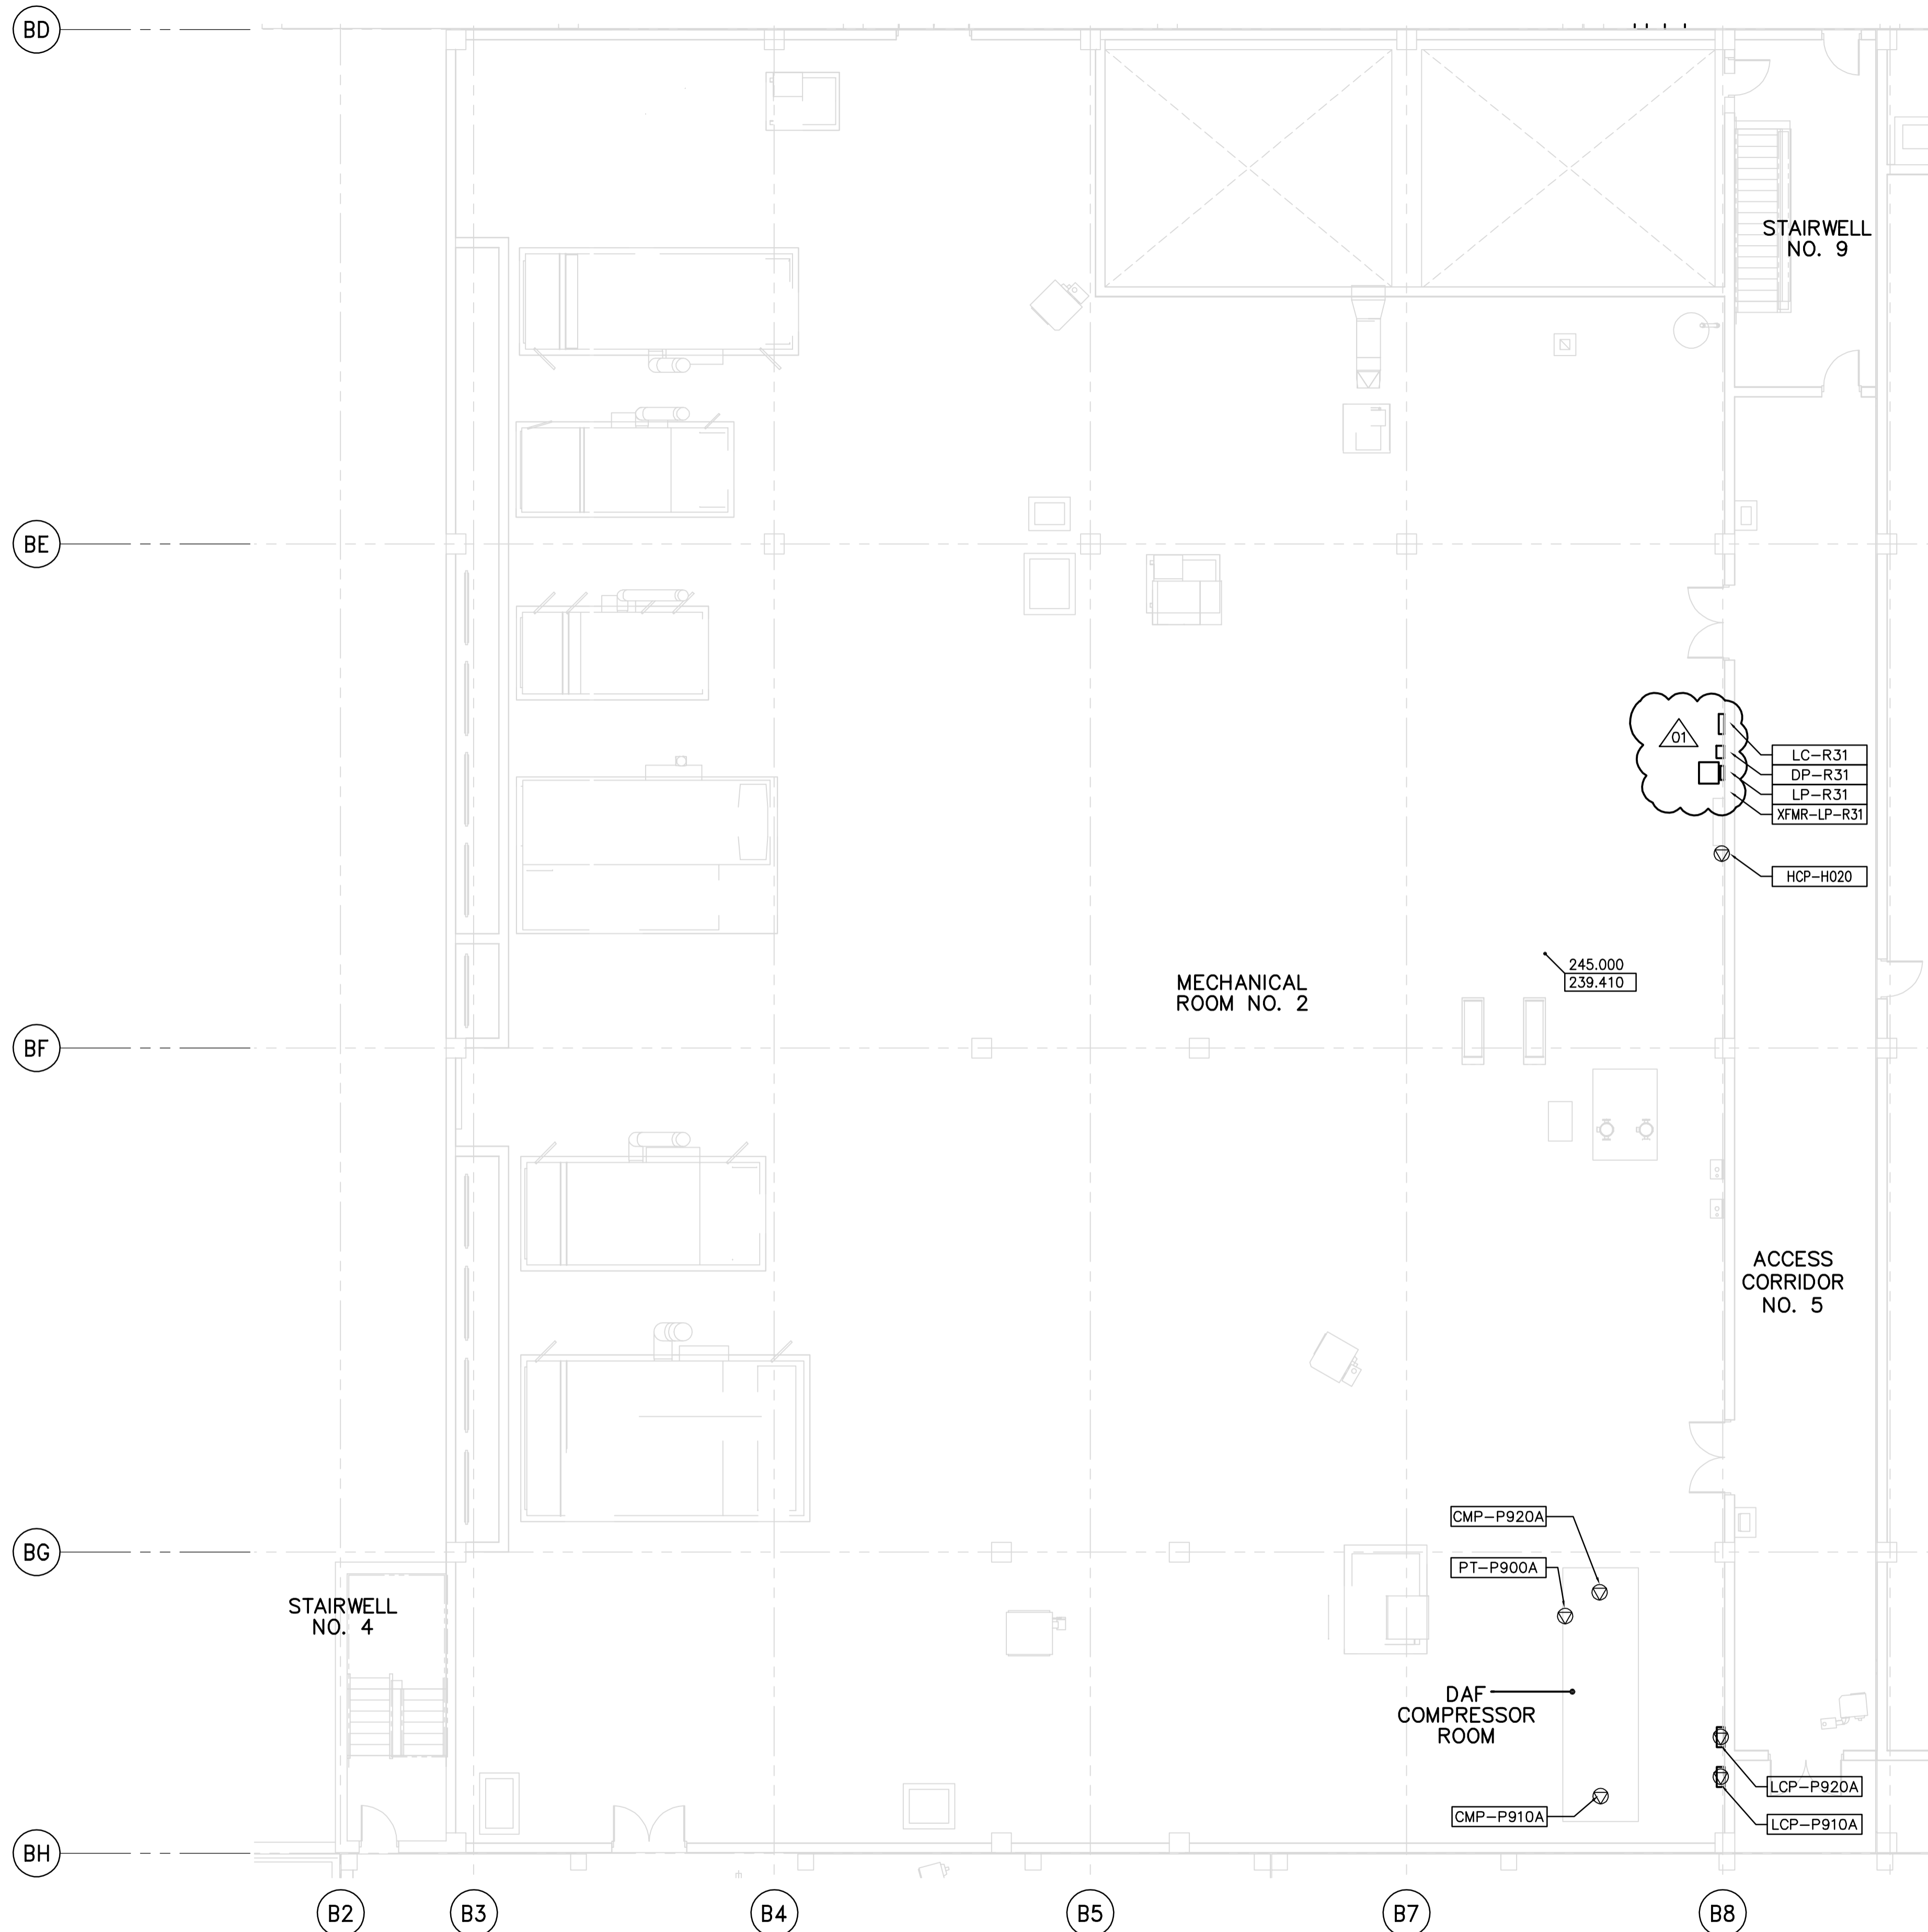 BD
STAIRWELL
NO. 9
BE
01
LC-R31
DP-R31
LP-R31
XFMR-LP-R31
HCP-H020
245.000
239.410
MECHANICAL
ROOM NO. 2
BF
ACCESS
CORRIDOR
NO. 5
CMP-P920A
BG
PT-P900A
STAIRWELL
NO. 4
DAF
COMPRESSOR
ROOM
LCP-P920A
CMP-P910A
LCP-P910A
BH
B2
B3
B4
B5
B7
B8